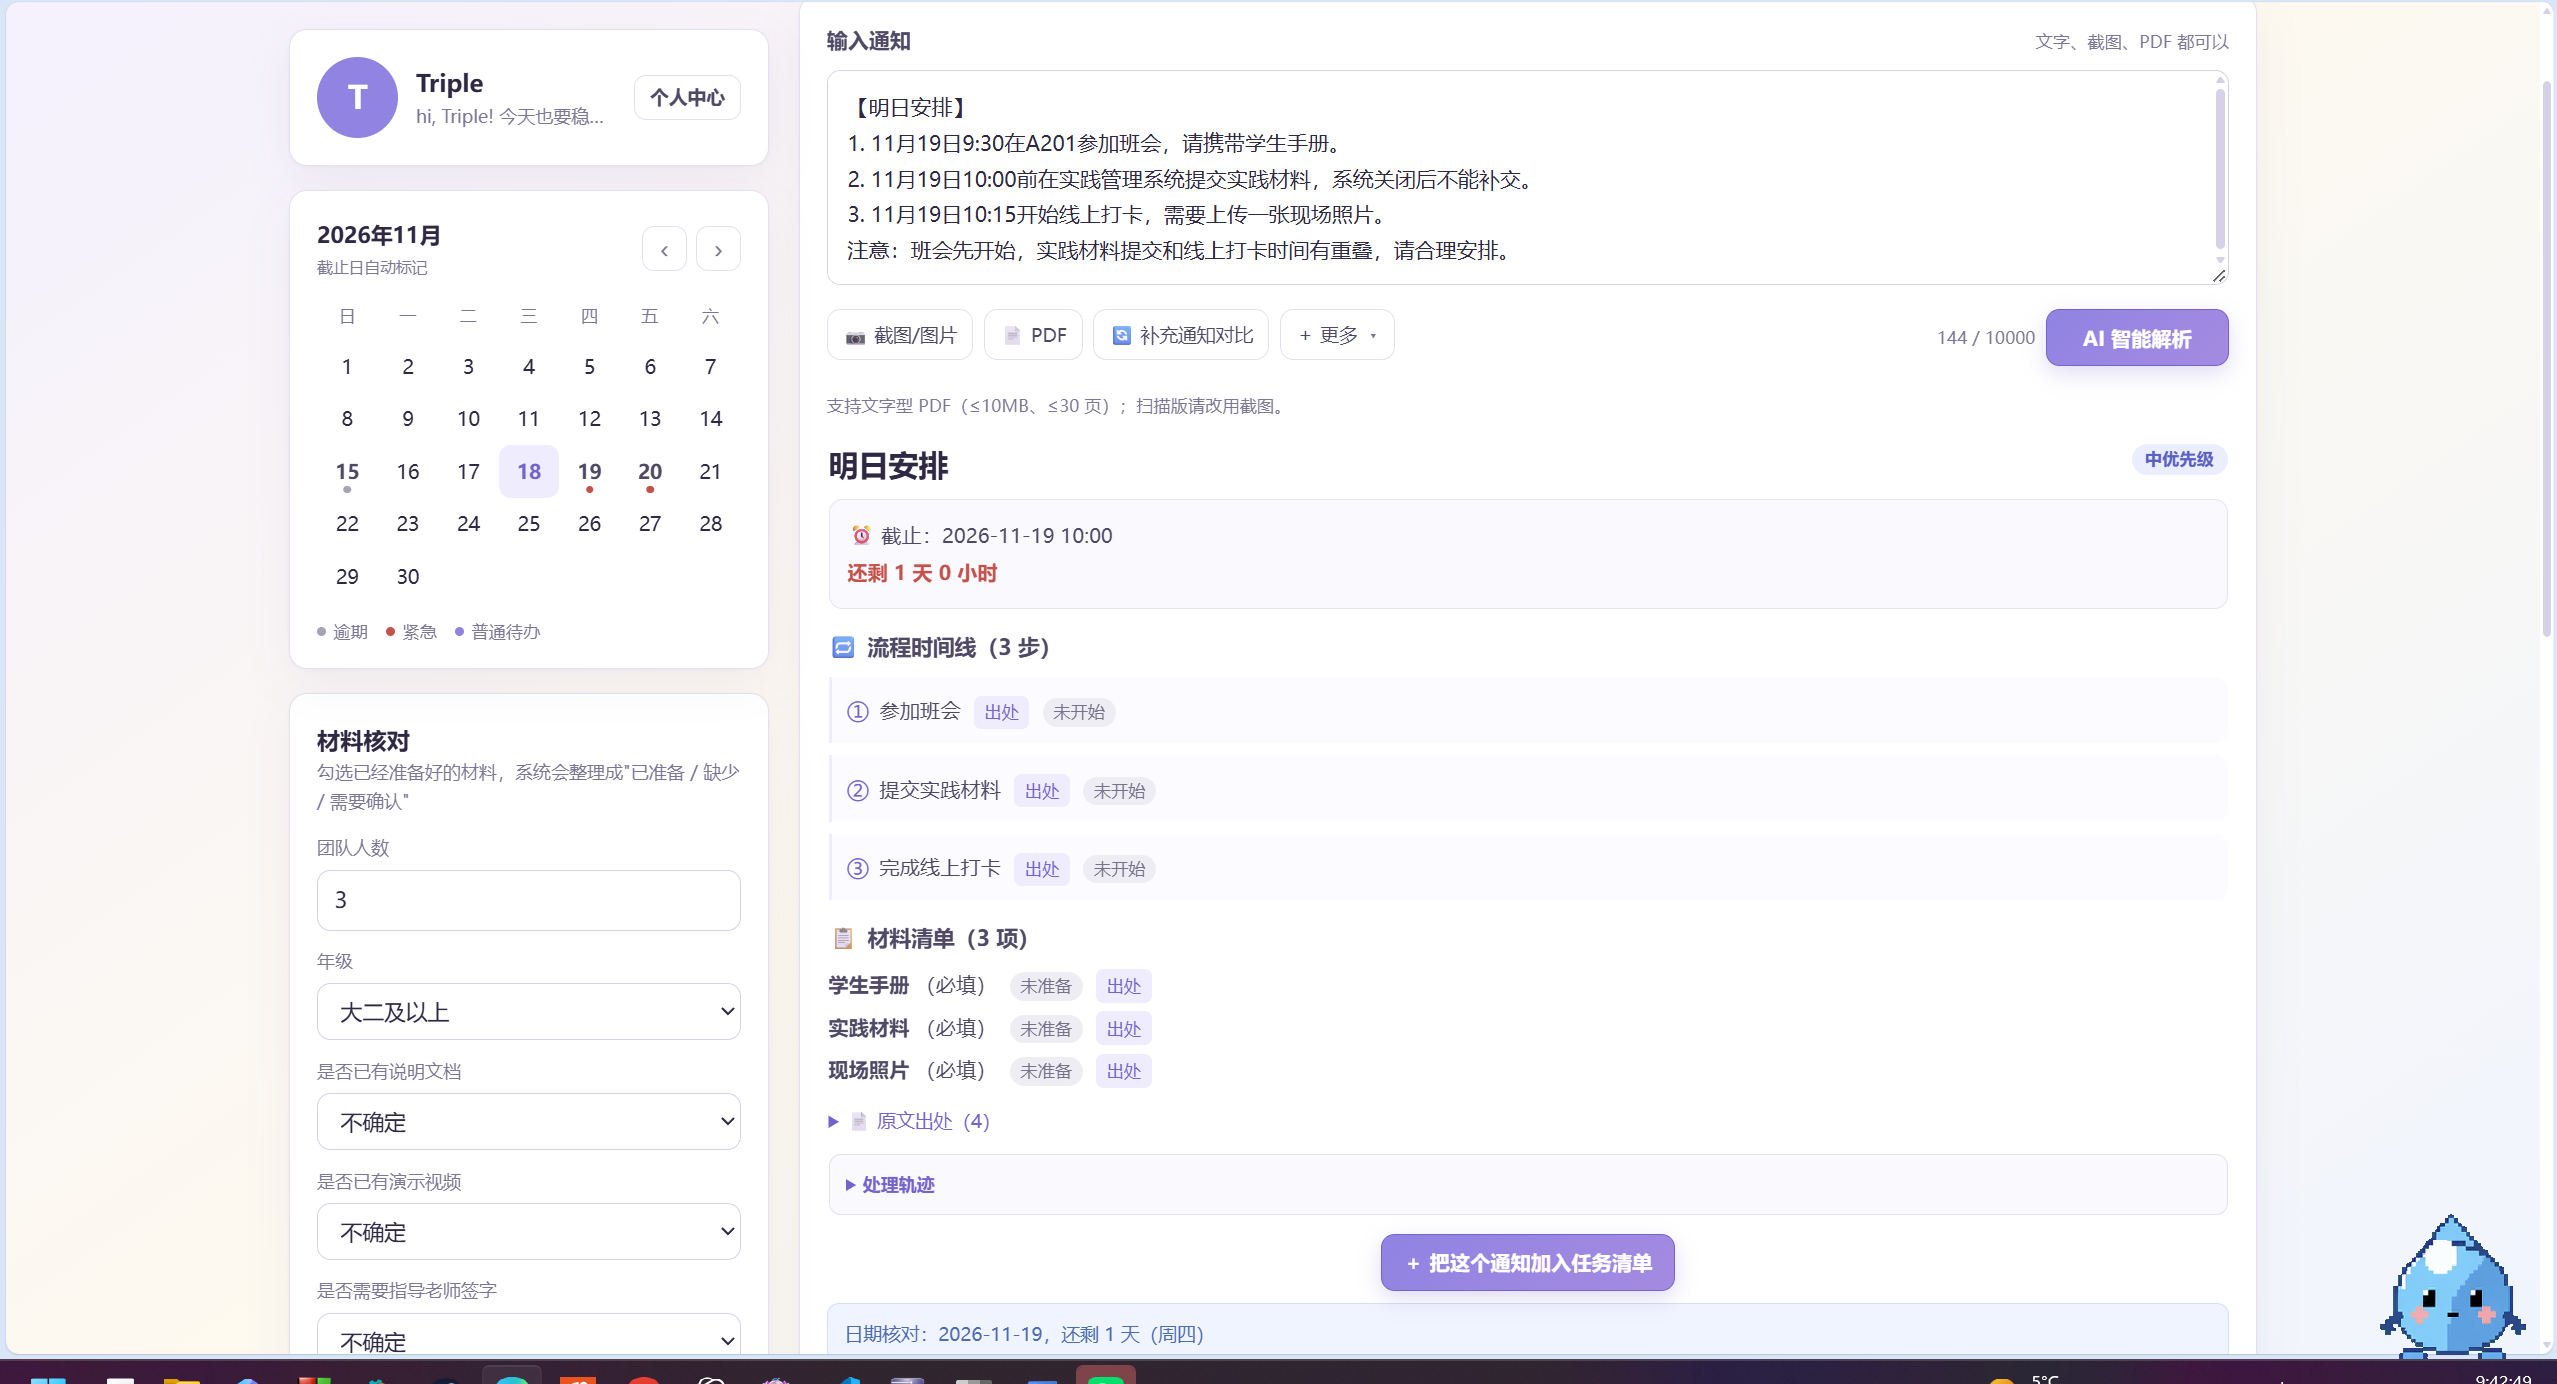 T
Triple
hi, Triple! 今天也要稳...
个人中心
2026年11月
截止日自动标记
‹ ›
日 一 二 三 四 五 六
1 2 3 4 5 6 7
8 9 10 11 12 13 14
15 16 17 18 19 20 21
22 23 24 25 26 27 28
29 30
逾期 紧急 普通待办
材料核对
勾选已经准备好的材料，系统会整理成"已准备 / 缺少
/ 需要确认"
团队人数
3
年级
大二及以上
是否已有说明文档
不确定
是否已有演示视频
不确定
是否需要指导老师签字
不确定
输入通知
文字、截图、PDF 都可以
【明日安排】
1. 11月19日9:30在A201参加班会，请携带学生手册。
2. 11月19日10:00前在实践管理系统提交实践材料，系统关闭后不能补交。
3. 11月19日10:15开始线上打卡，需要上传一张现场照片。
注意：班会先开始，实践材料提交和线上打卡时间有重叠，请合理安排。
截图/图片 PDF 补充通知对比 + 更多
144 / 10000
AI 智能解析
支持文字型 PDF（≤10MB、≤30 页）；扫描版请改用截图。
明日安排
中优先级
截止：2026-11-19 10:00
还剩 1 天 0 小时
流程时间线（3 步）
① 参加班会 出处 未开始
② 提交实践材料 出处 未开始
③ 完成线上打卡 出处 未开始
材料清单（3 项）
学生手册 （必填） 未准备 出处
实践材料 （必填） 未准备 出处
现场照片 （必填） 未准备 出处
原文出处（4）
处理轨迹
+ 把这个通知加入任务清单
日期核对：2026-11-19，还剩 1 天（周四）
5°C
9:42:49